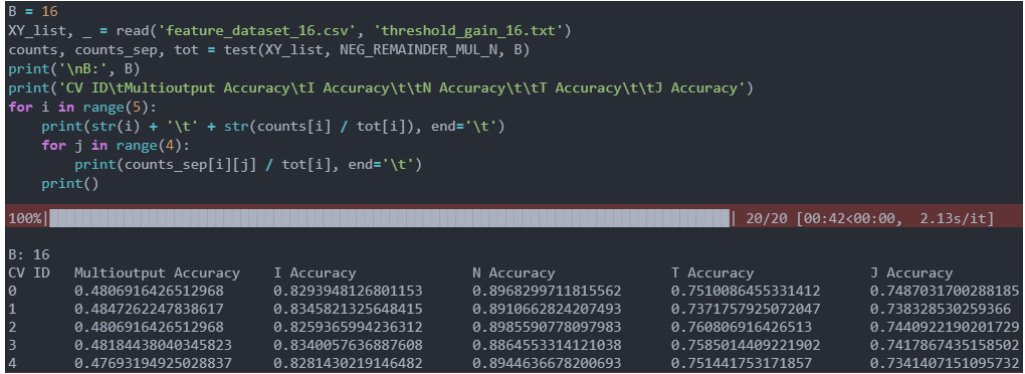 B = 16
XY_list, _ = read('feature_dataset_16.csv', 'threshold_gain_16.txt')
counts, counts_sep, tot = test(XY_list, NEG_REMAINDER_MUL_N, B)
print('\nB:', B)
print('CV ID\tMultioutput Accuracy\tI Accuracy\t\tN Accuracy\t\tT Accuracy\t\tJ Accuracy')
for i in range(5):
    print(str(i) + '\t' + str(counts[i] / tot[i]), end='\t')
    for j in range(4):
        print(counts_sep[i][j] / tot[i], end='\t')
    print()
100%| | 20/20 [00:42<00:00, 2.13s/it]
B: 16
CV ID	Multioutput Accuracy	I Accuracy	N Accuracy	T Accuracy	J Accuracy
0	0.4806916426512968	0.8293948126801153	0.8968299711815562	0.7510086455331412	0.7487031700288185
1	0.4847262247838617	0.8345821325648415	0.8910662824207493	0.7371757925072047	0.738328530259366
2	0.4806916426512968	0.8259365994236312	0.8985590778097983	0.760806916426513	0.7440922190201729
3	0.48184438040345823	0.8340057636887608	0.8864553314121038	0.7585014409221902	0.7417867435158502
4	0.47693194925028837	0.8281430219146482	0.8944636678200693	0.751441753171857	0.7341407151095732